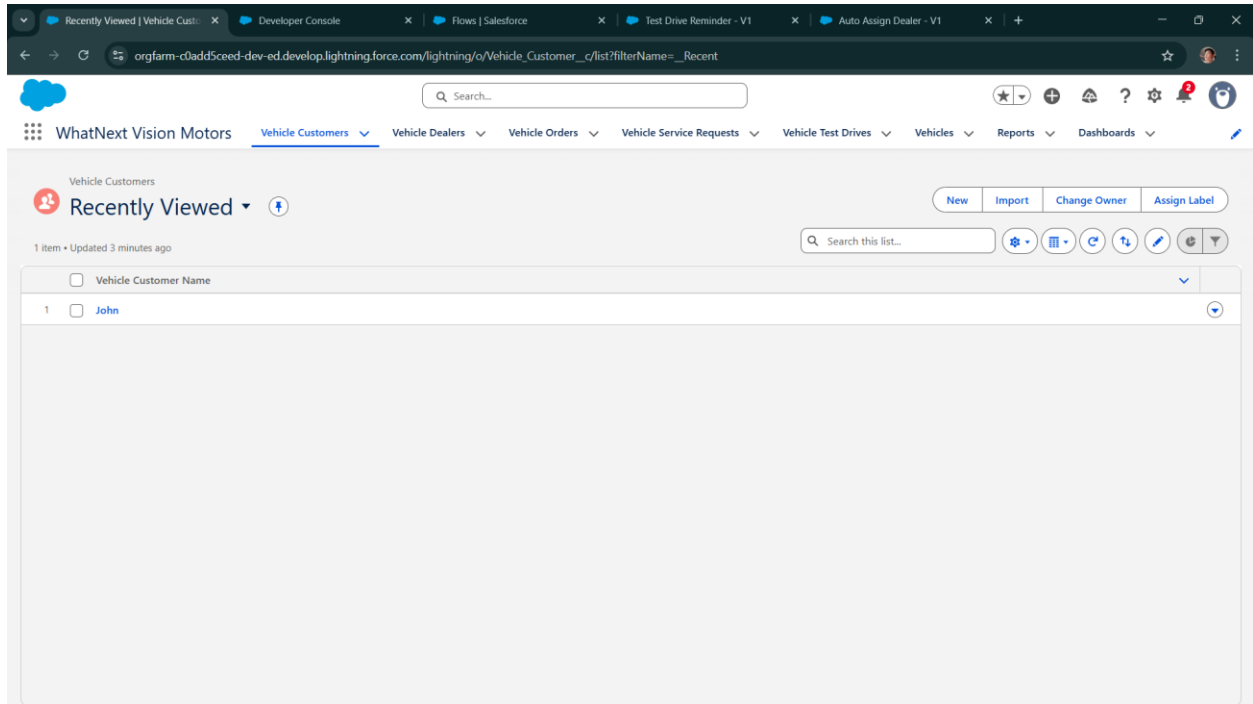 Recently Viewed | Vehicle Custo
Developer Console
Flows | Salesforce
Test Drive Reminder - V1
Auto Assign Dealer - V1
orgfarm-c0add5ceed-dev-ed.develop.lightning.force.com/lightning/o/Vehicle_Customer__c/list?filterName=__Recent
Search...
2
WhatNext Vision Motors
Vehicle Customers
Vehicle Dealers
Vehicle Orders
Vehicle Service Requests
Vehicle Test Drives
Vehicles
Reports
Dashboards
Vehicle Customers
Recently Viewed
New
Import
Change Owner
Assign Label
1 item • Updated 3 minutes ago
Search this list...
Vehicle Customer Name
1 John